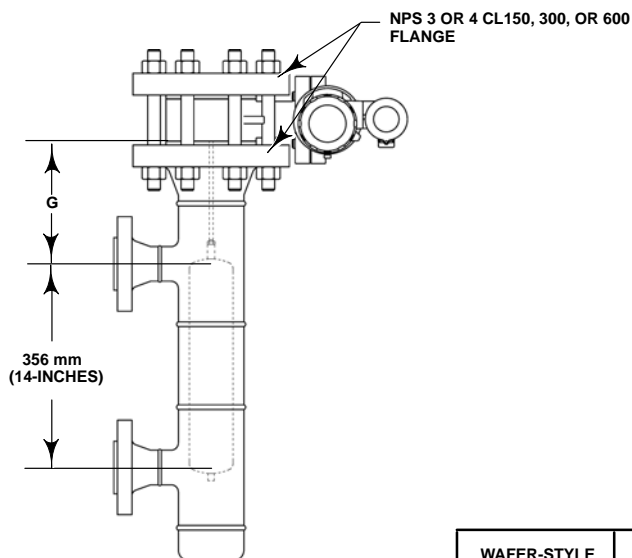 NPS 3 OR 4 CL150, 300, OR 600
FLANGE
G
356 mm
(14-INCHES)
WAFER-STYLE